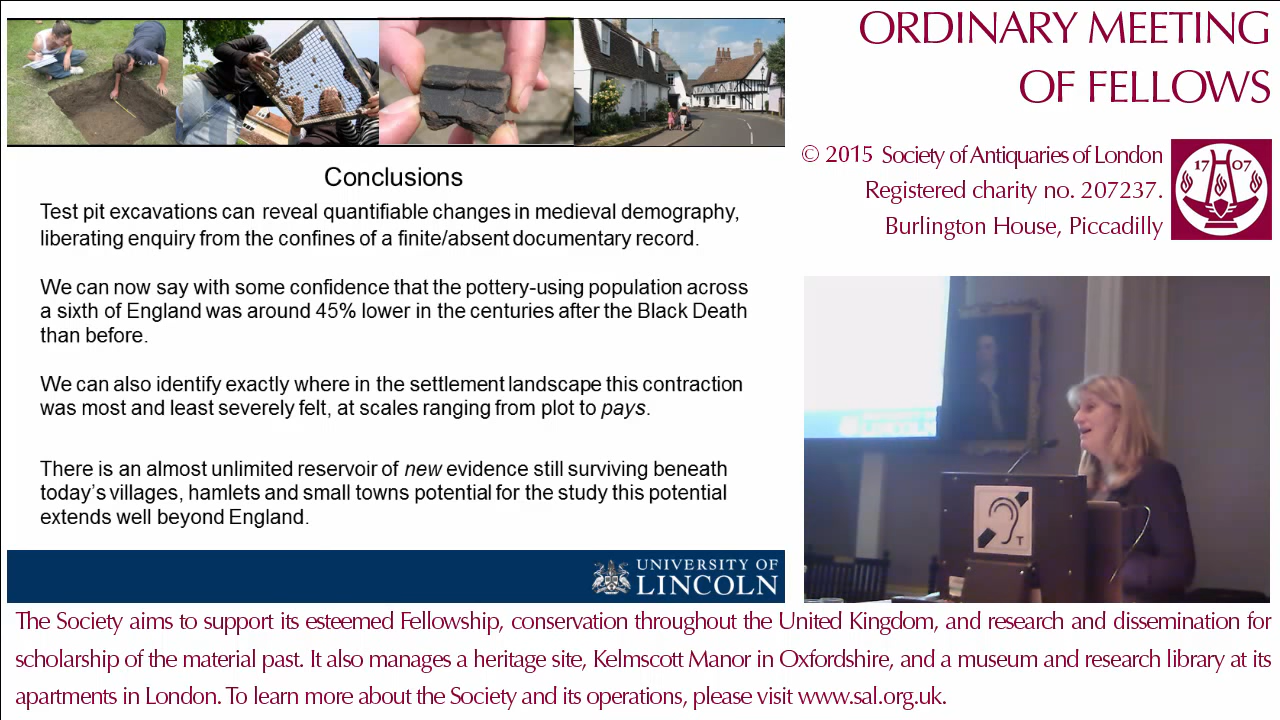 ORDINARY MEETING
OF FELLOWS
© 2015 Society of Antiquaries of London
Registered charity no. 207237.
Burlington House, Piccadilly
17 07
Conclusions
Test pit excavations can reveal quantifiable changes in medieval demography,
liberating enquiry from the confines of a finite/absent documentary record.
We can now say with some confidence that the pottery-using population across
a sixth of England was around 45% lower in the centuries after the Black Death
than before.
We can also identify exactly where in the settlement landscape this contraction
was most and least severely felt, at scales ranging from plot to pays.
There is an almost unlimited reservoir of new evidence still surviving beneath
today's villages, hamlets and small towns potential for the study this potential
extends well beyond England.
UNIVERSITY OF
LINCOLN
LINCOLN
T
The Society aims to support its esteemed Fellowship, conservation throughout the United Kingdom, and research and dissemination for
scholarship of the material past. It also manages a heritage site, Kelmscott Manor in Oxfordshire, and a museum and research library at its
apartments in London. To learn more about the Society and its operations, please visit www.sal.org.uk.